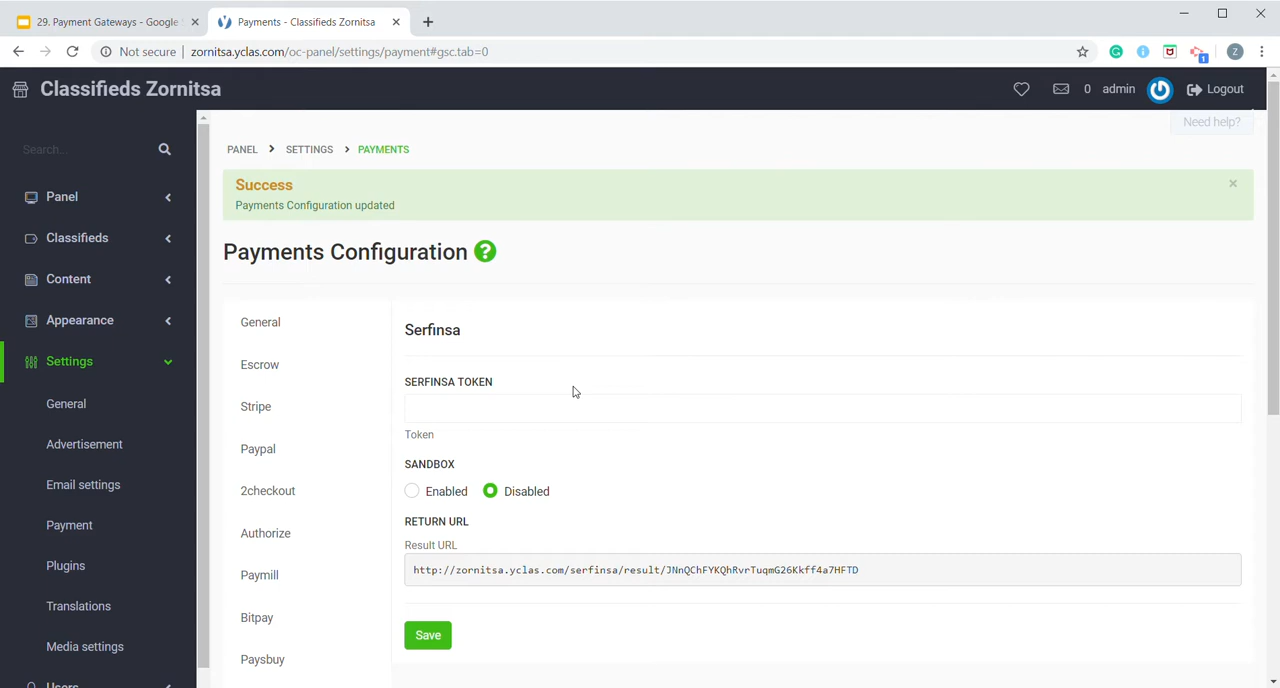 29. Payment Gateways - Google
Payments - Classifieds Zornitsa
Not secure | zornitsa.yclas.com/oc-panel/settings/payment#gsc.tab=0
1
Z
Classifieds Zornitsa
0 admin Logout
Need help?
Search...
Panel
Classifieds
Content
Appearance
Settings
General
Advertisement
Email settings
Payment
Plugins
Translations
Media settings
Users
PANEL > SETTINGS > PAYMENTS
Success
Payments Configuration updated
Payments Configuration ?
General
Escrow
Stripe
Paypal
2checkout
Authorize
Paymill
Bitpay
Paysbuy
Serfinsa
SERFINSA TOKEN
Token
SANDBOX
Enabled Disabled
RETURN URL
Result URL
http://zornitsa.yclas.com/serfinsa/result/JNnQChFYKQhRvrTuqmG26Kkff4a7HFTD
Save